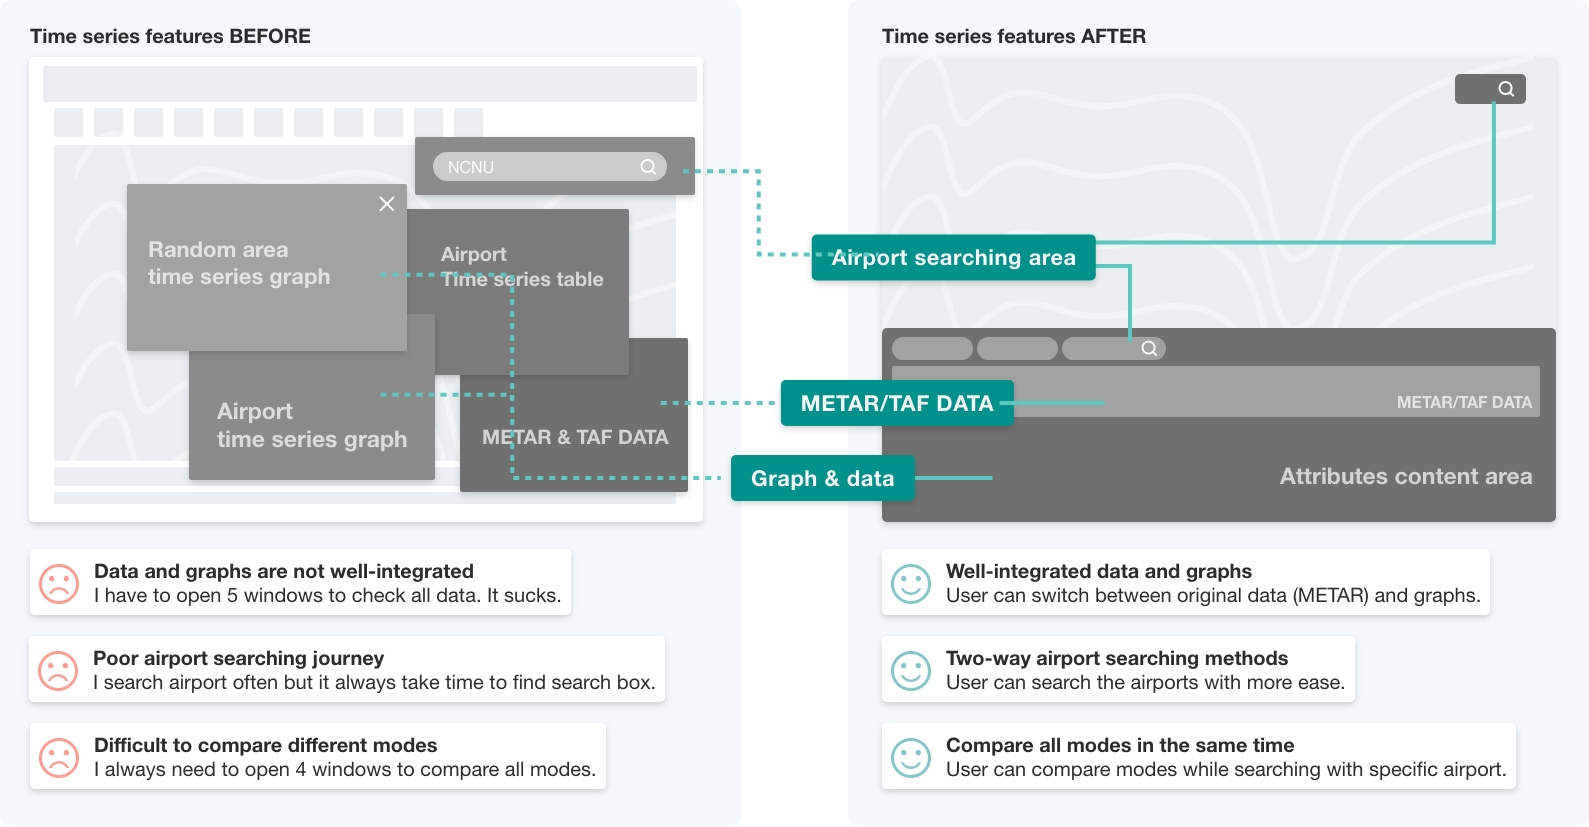 Time series features BEFORE
NCNU
Random area
time series graph
Airport
Time series table
Airport
time series graph
METAR & TAF DATA
Airport searching area
METAR/TAF DATA
Graph & data
Time series features AFTER
METAR/TAF DATA
Attributes content area
Data and graphs are not well-integrated
I have to open 5 windows to check all data. It sucks.
Poor airport searching journey
I search airport often but it always take time to find search box.
Difficult to compare different modes
I always need to open 4 windows to compare all modes.
Well-integrated data and graphs
User can switch between original data (METAR) and graphs.
Two-way airport searching methods
User can search the airports with more ease.
Compare all modes in the same time
User can compare modes while searching with specific airport.